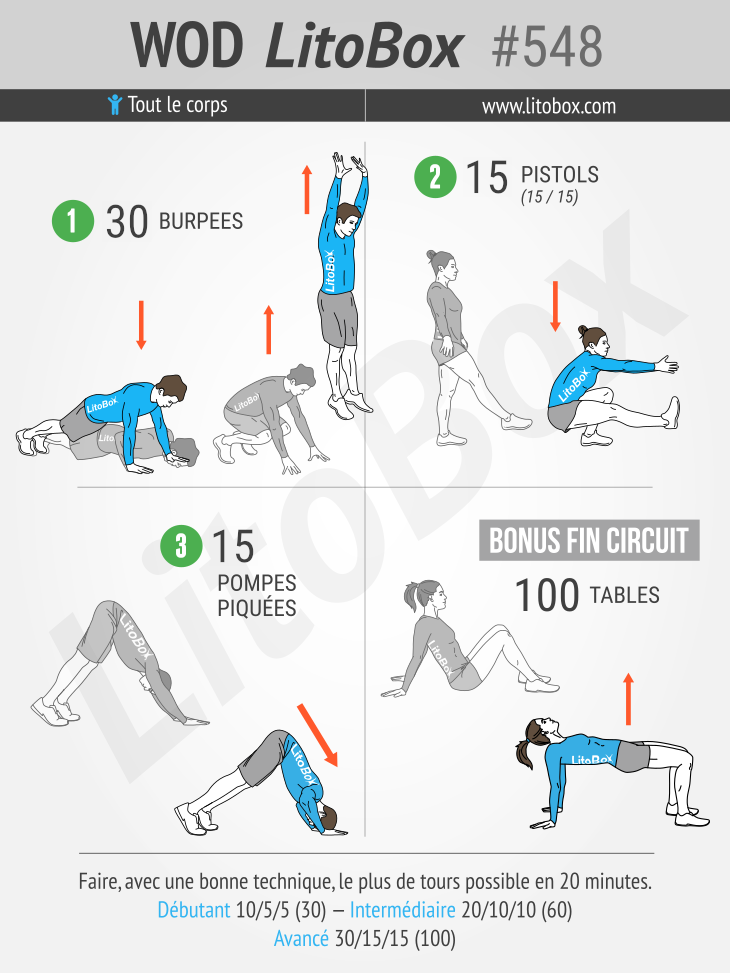 WOD LitoBox #548
Tout le corps
www.litobox.com
1 30 BURPEES
LitoBox
LitoBox
Lito
LitoBo
2 15 PISTOLS
(15 / 15)
LitoBox
3 15
POMPES
PIQUÉES
LitoBox
LitoBox
BONUS FIN CIRCUIT
100 TABLES
LitoBox
LitoBox
LitoBox
Faire, avec une bonne technique, le plus de tours possible en 20 minutes.
Débutant 10/5/5 (30) – Intermédiaire 20/10/10 (60)
Avancé 30/15/15 (100)